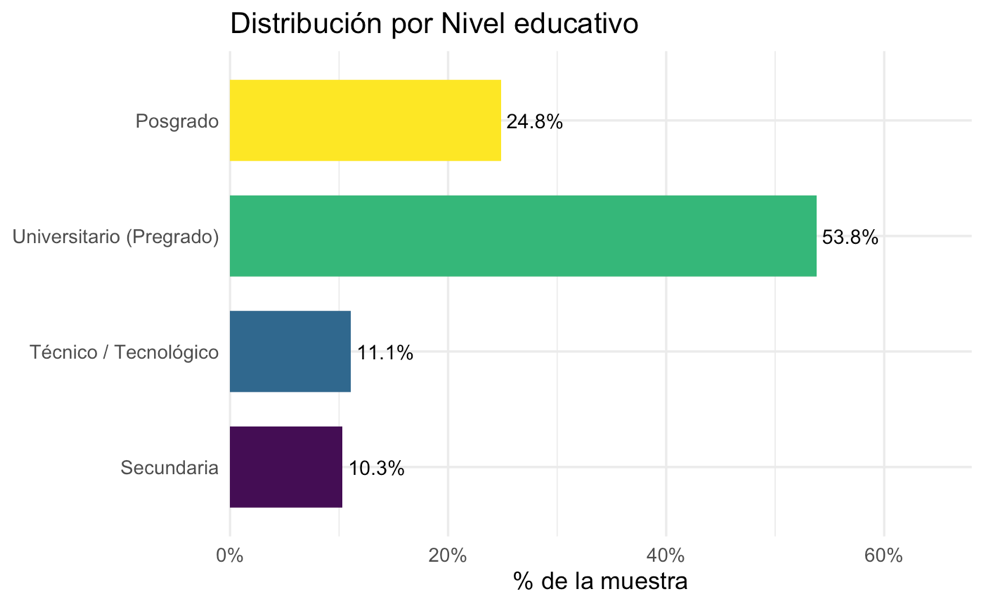 Distribución por Nivel educativo
Posgrado
24.8%
Universitario (Pregrado)
53.8%
Técnico / Tecnológico
11.1%
Secundaria
10.3%
0%
20%
40%
60%
% de la muestra